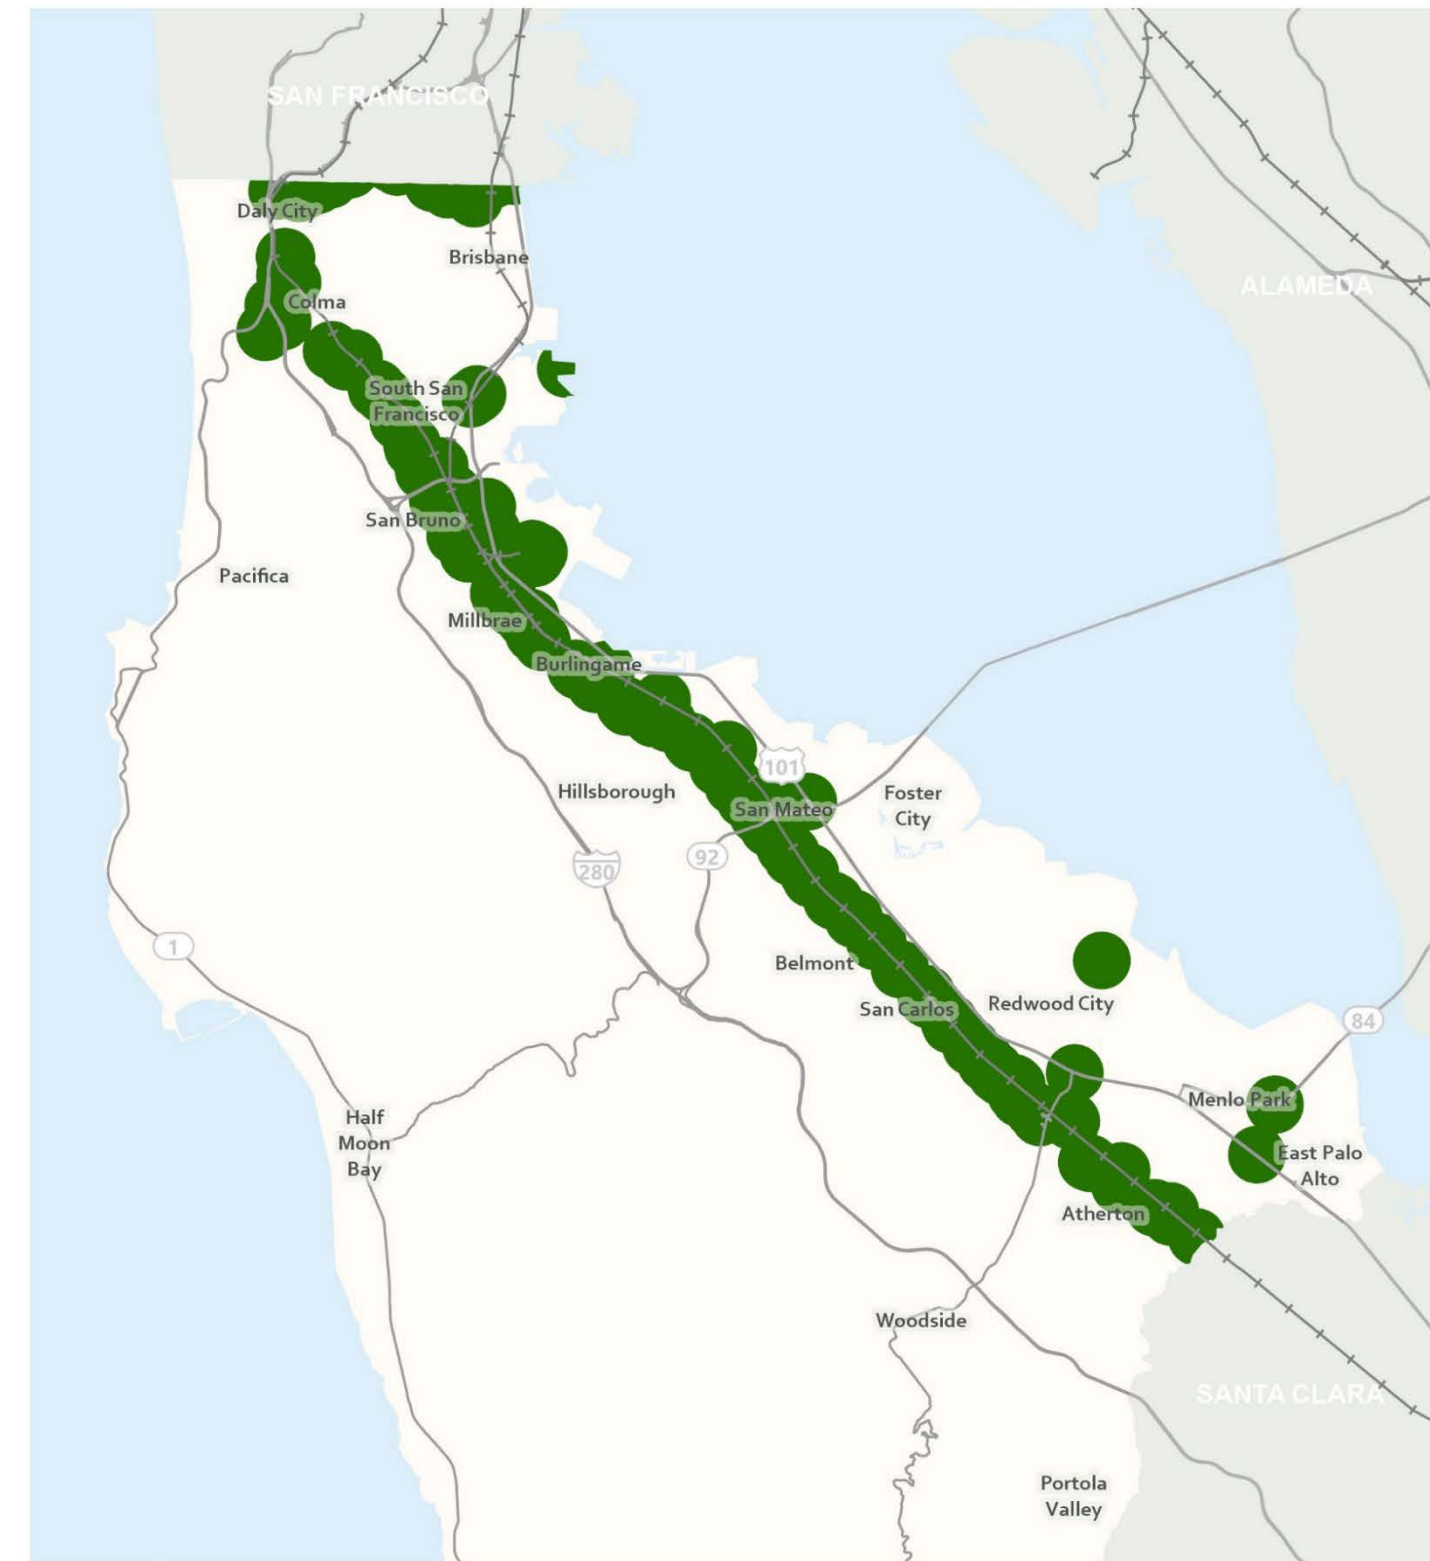 SAN FRANCISCO
Daly City
Brisbane
ALAMEDA
Colma
South San
Francisco
San Bruno
Pacifica
Millbrae
Burlingame
101
Hillsborough
San Mateo
Foster
City
92
280
1
Belmont
San Carlos
Redwood City
84
Menlo Park
Half
Moon
Bay
East Palo
Alto
Atherton
Woodside
SANTA CLARA
Portola
Valley